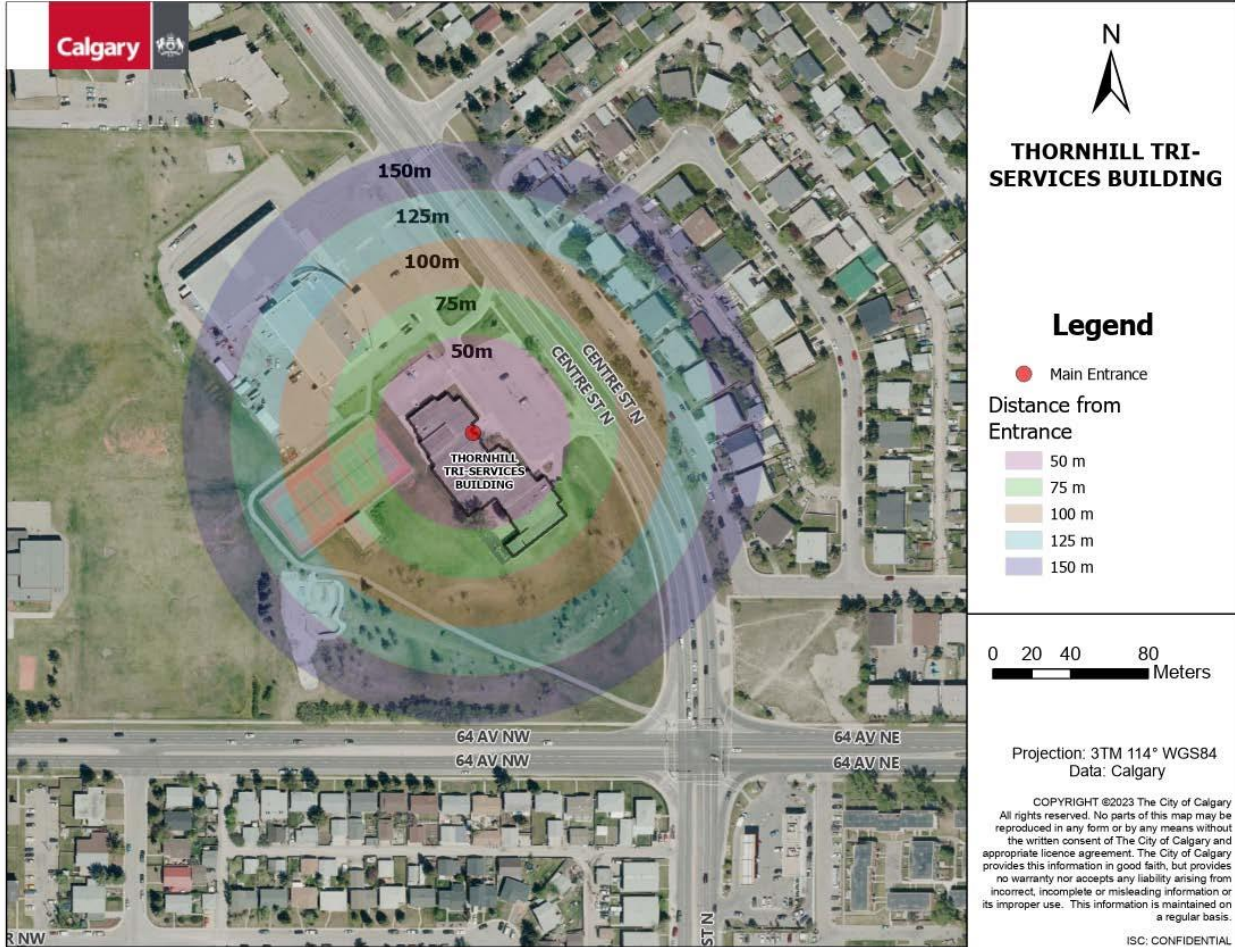 Calgary
150m
125m
100m
75m
50m
CENTRE ST N
CENTRE ST N
THORNHILL
TRI-SERVICES
BUILDING
64 AV NW
64 AV NE
64 AV NW
64 AV NE
ST N
R NW
N
THORNHILL TRI-
SERVICES BUILDING
Legend
Main Entrance
Distance from
Entrance
50 m
75 m
100 m
125 m
150 m
0 20 40 80
Meters
Projection: 3TM 114° WGS84
Data: Calgary
COPYRIGHT ©2023 The City of Calgary
All rights reserved. No parts of this map may be
reproduced in any form or by any means without
the written consent of The City of Calgary and
appropriate licence agreement. The City of Calgary
provides this information in good faith, but provides
no warranty nor accepts any liability arising from
incorrect, incomplete or misleading information or
its improper use. This information is maintained on
a regular basis.
ISC: CONFIDENTIAL